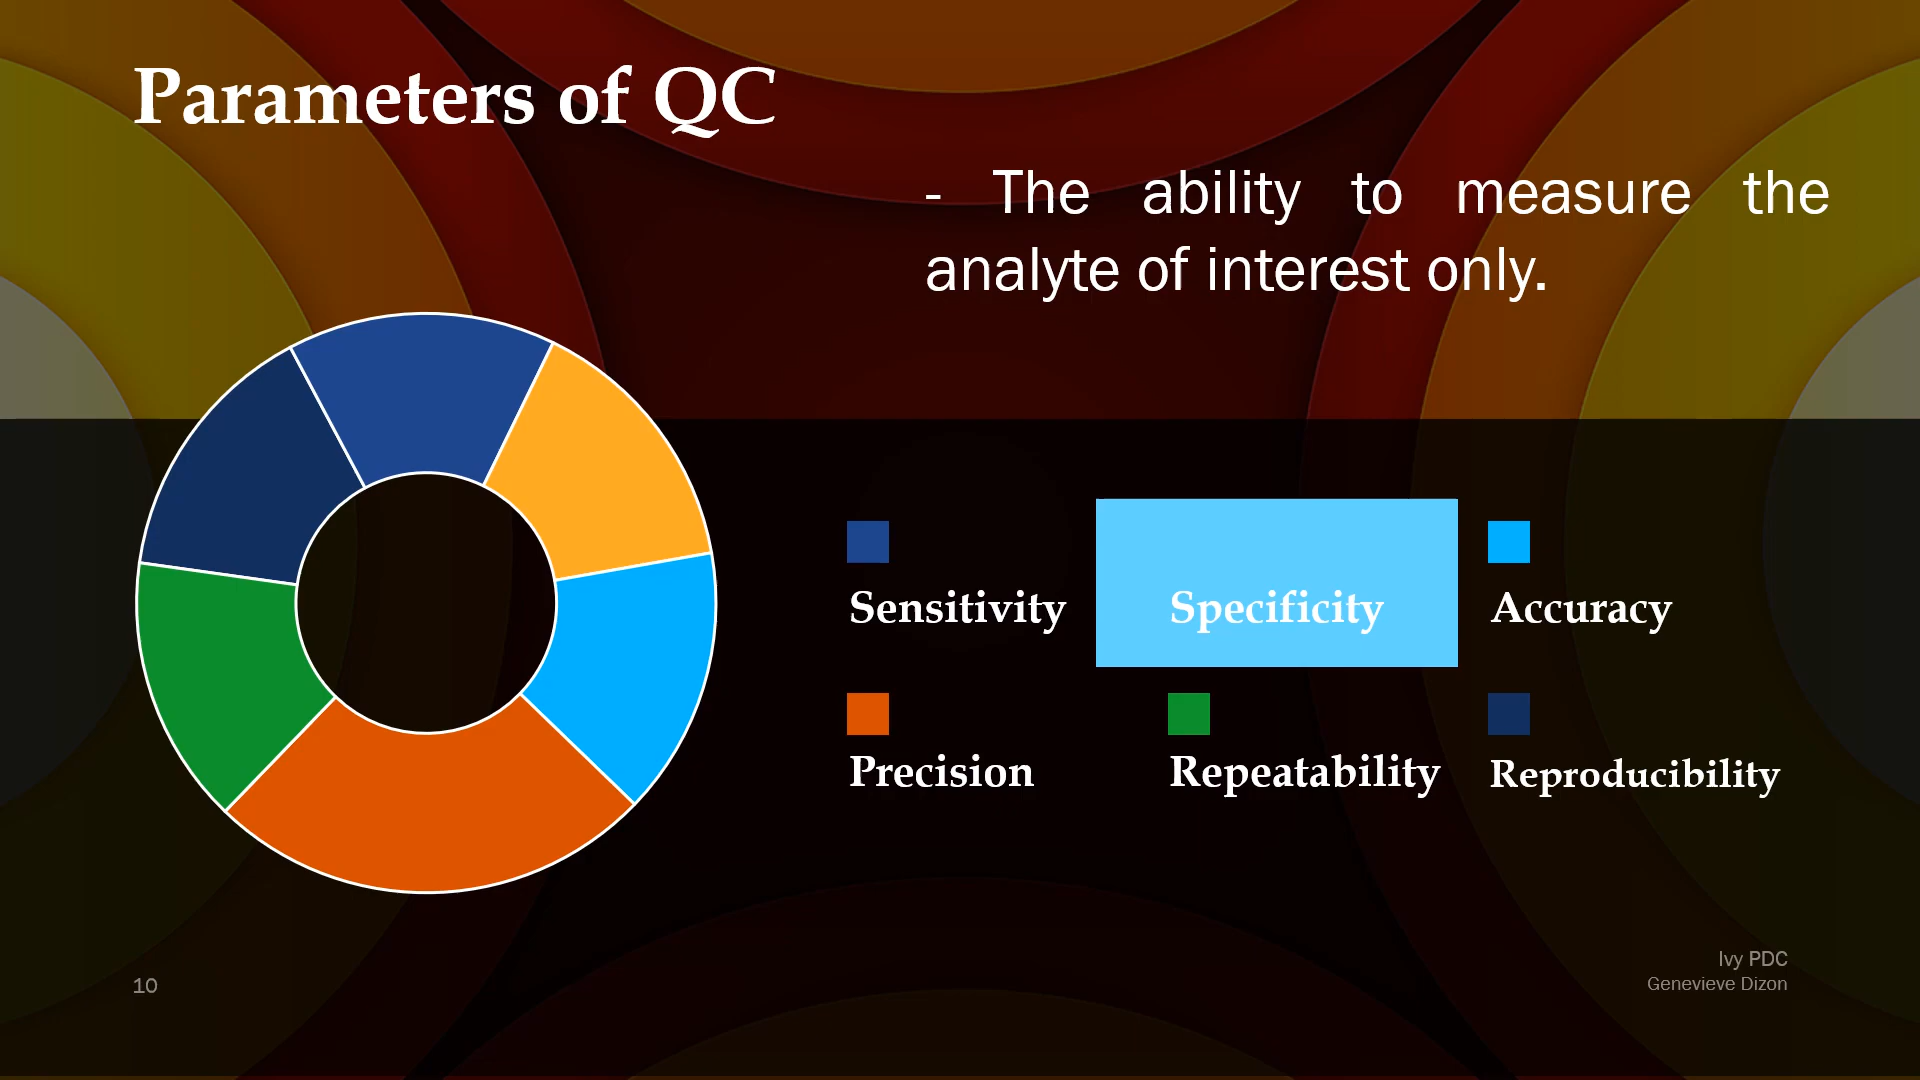 Parameters of QC
- The ability to measure the
analyte of interest only.
Sensitivity
Specificity
Accuracy
Precision
Repeatability
Reproducibility
10
Ivy PDC
Genevieve Dizon